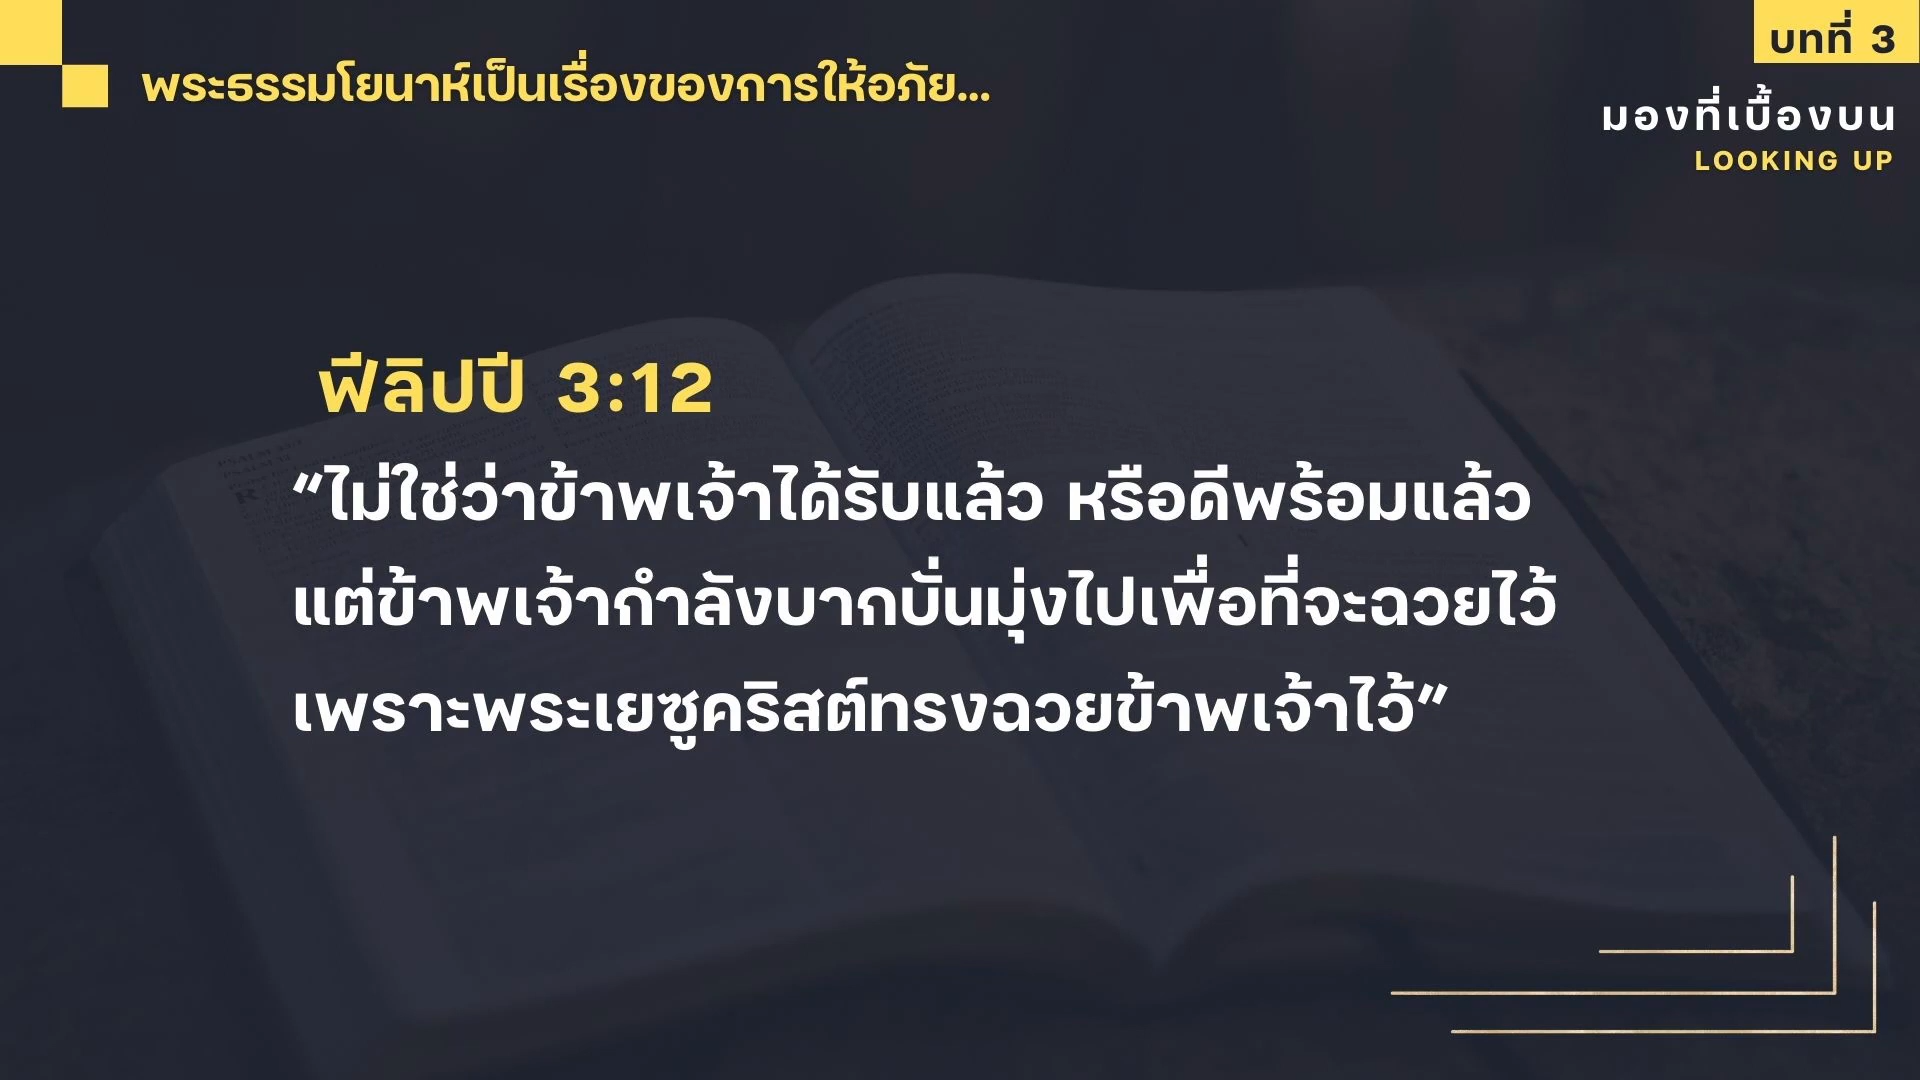 บทที่ 3
พระธรรมโยนาห์เป็นเรื่องของการให้อภัย...
มองที่เบื้องบน
LOOKING UP
ฟีลิปปี 3:12
“ไม่ใช่ว่าข้าพเจ้าได้รับแล้ว หรือดีพร้อมแล้ว
แต่ข้าพเจ้ากำลังบากบั่นมุ่งไปเพื่อที่จะฉวยไว้
เพราะพระเยซูคริสต์ทรงฉวยข้าพเจ้าไว้”